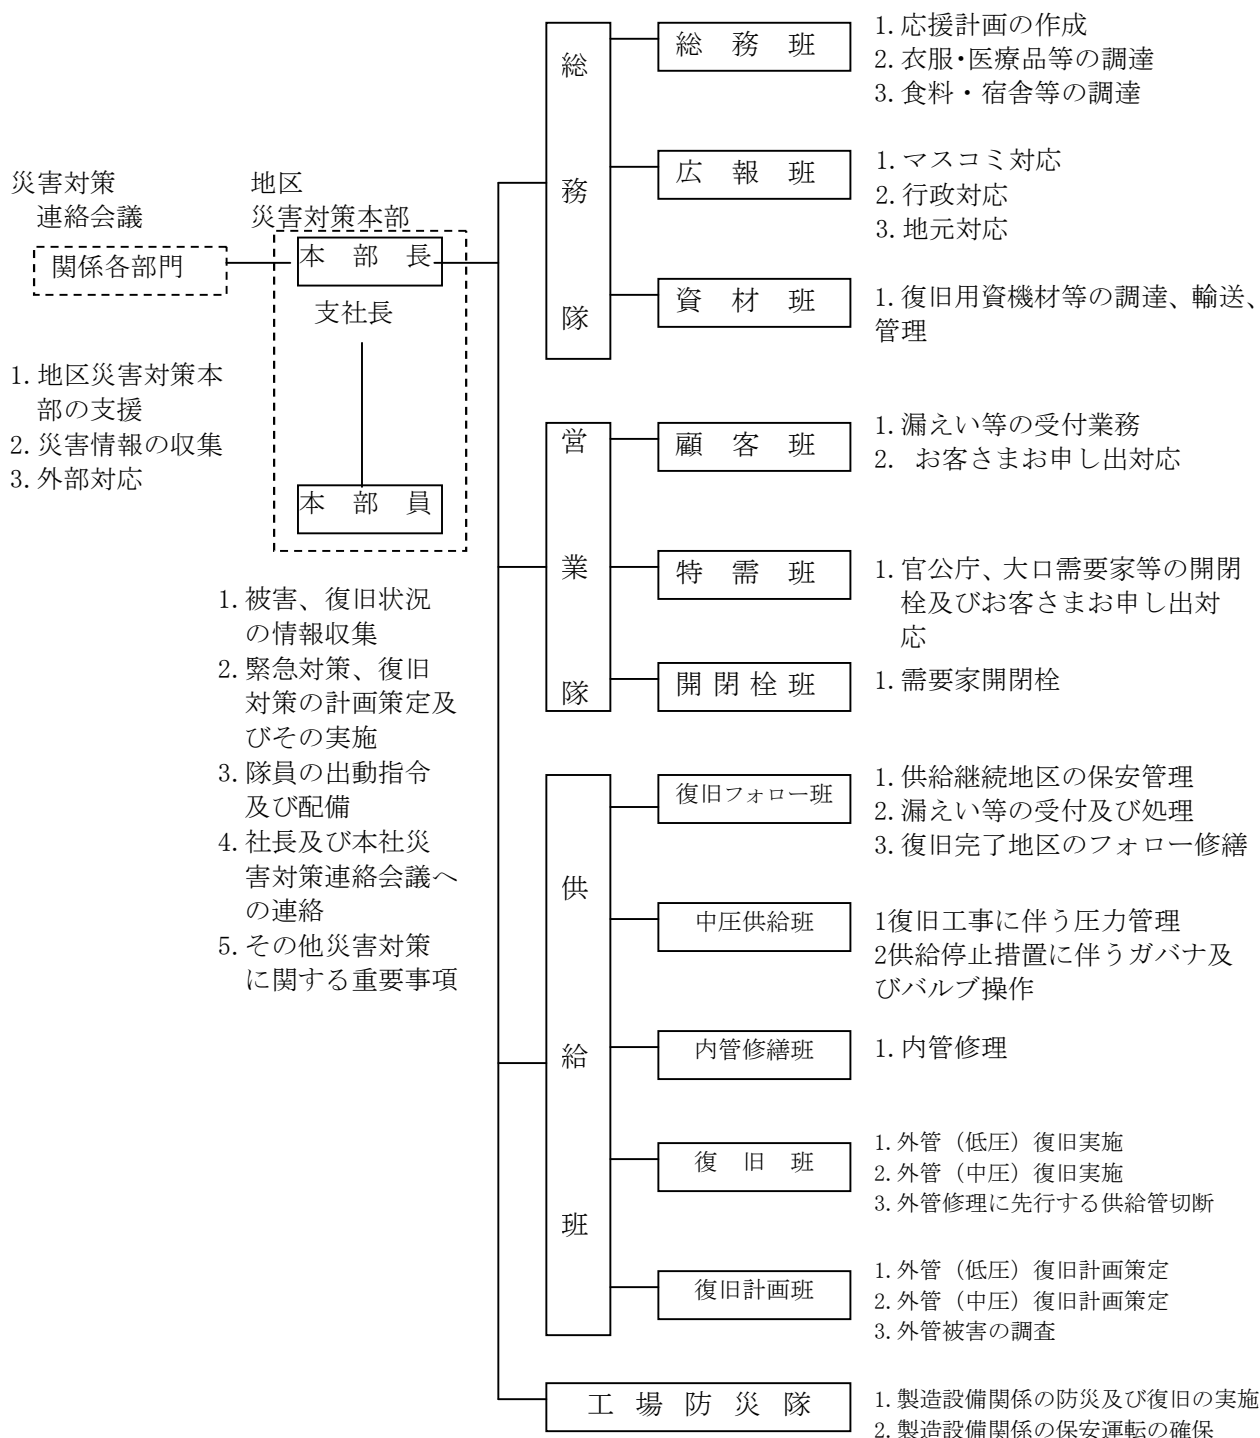 災害対策
連絡会議
関係各部門
1.地区災害対策本
部の支援
2.災害情報の収集
3.外部対応
地区
災害対策本部
本 部 長
支社長
本 部 員
1.被害、復旧状況
の情報収集
2.緊急対策、復旧
対策の計画策定及
びその実施
3.隊員の出動指令
及び配備
4.社長及び本社災
害対策連絡会議へ
の連絡
5.その他災害対策
に関する重要事項
総務隊
総 務 班
1.応援計画の作成
2.衣服・医療品等の調達
3.食料・宿舎等の調達
広 報 班
1.マスコミ対応
2.行政対応
3.地元対応
資 材 班
1.復旧用資機材等の調達、輸送、
管理
営業隊
顧 客 班
1.漏えい等の受付業務
2. お客さまお申し出対応
特 需 班
1.官公庁、大口需要家等の開閉
栓及びお客さまお申し出対
応
開 閉 栓 班
1.需要家開閉栓
供給班
復旧フォロー班
1.供給継続地区の保安管理
2.漏えい等の受付及び処理
3.復旧完了地区のフォロー修繕
中圧供給班
1復旧工事に伴う圧力管理
2供給停止措置に伴うガバナ及
びバルブ操作
内管修繕班
1.内管修理
復 旧 班
1.外管（低圧）復旧実施
2.外管（中圧）復旧実施
3.外管修理に先行する供給管切断
復旧計画班
1.外管（低圧）復旧計画策定
2.外管（中圧）復旧計画策定
3.外管被害の調査
工 場 防 災 隊
1.製造設備関係の防災及び復旧の実施
2.製造設備関係の保安運転の確保